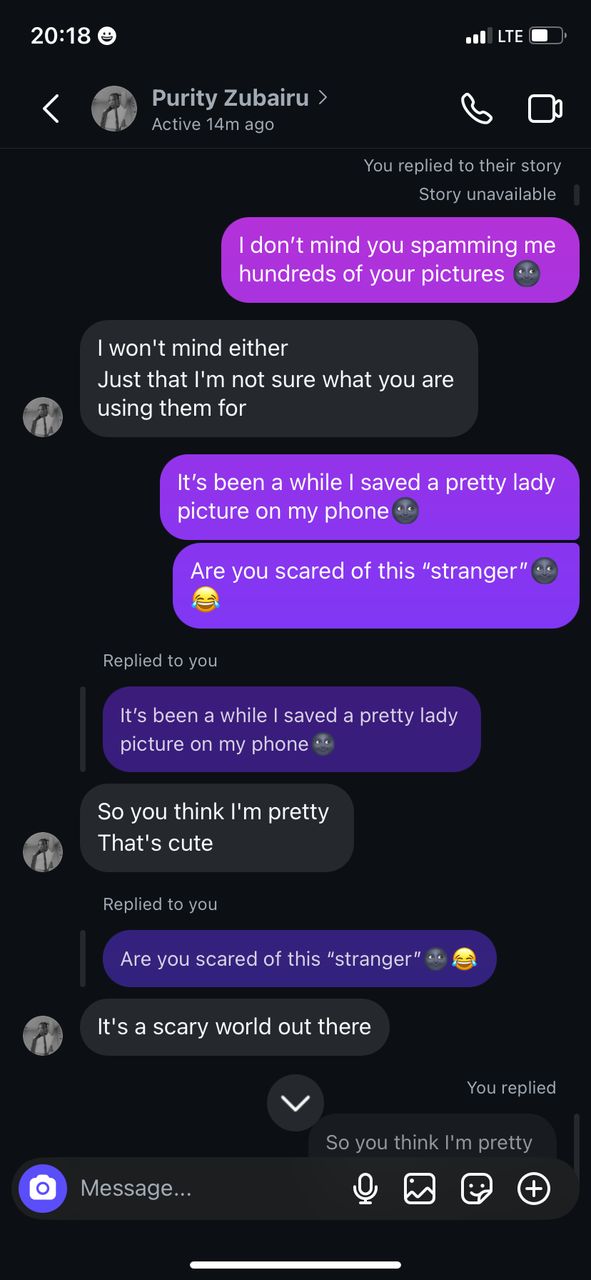 20:18
LTE
Purity Zubairu
Active 14m ago
You replied to their story
Story unavailable
I don’t mind you spamming me
hundreds of your pictures 🌚
I won't mind either
Just that I'm not sure what you are
using them for
It’s been a while I saved a pretty lady
picture on my phone🌚
Are you scared of this “stranger”🌚
😂
Replied to you
It’s been a while I saved a pretty lady
picture on my phone🌚
So you think I'm pretty
That's cute
Replied to you
Are you scared of this “stranger”🌚😂
It's a scary world out there
You replied
So you think I'm pretty
Message...